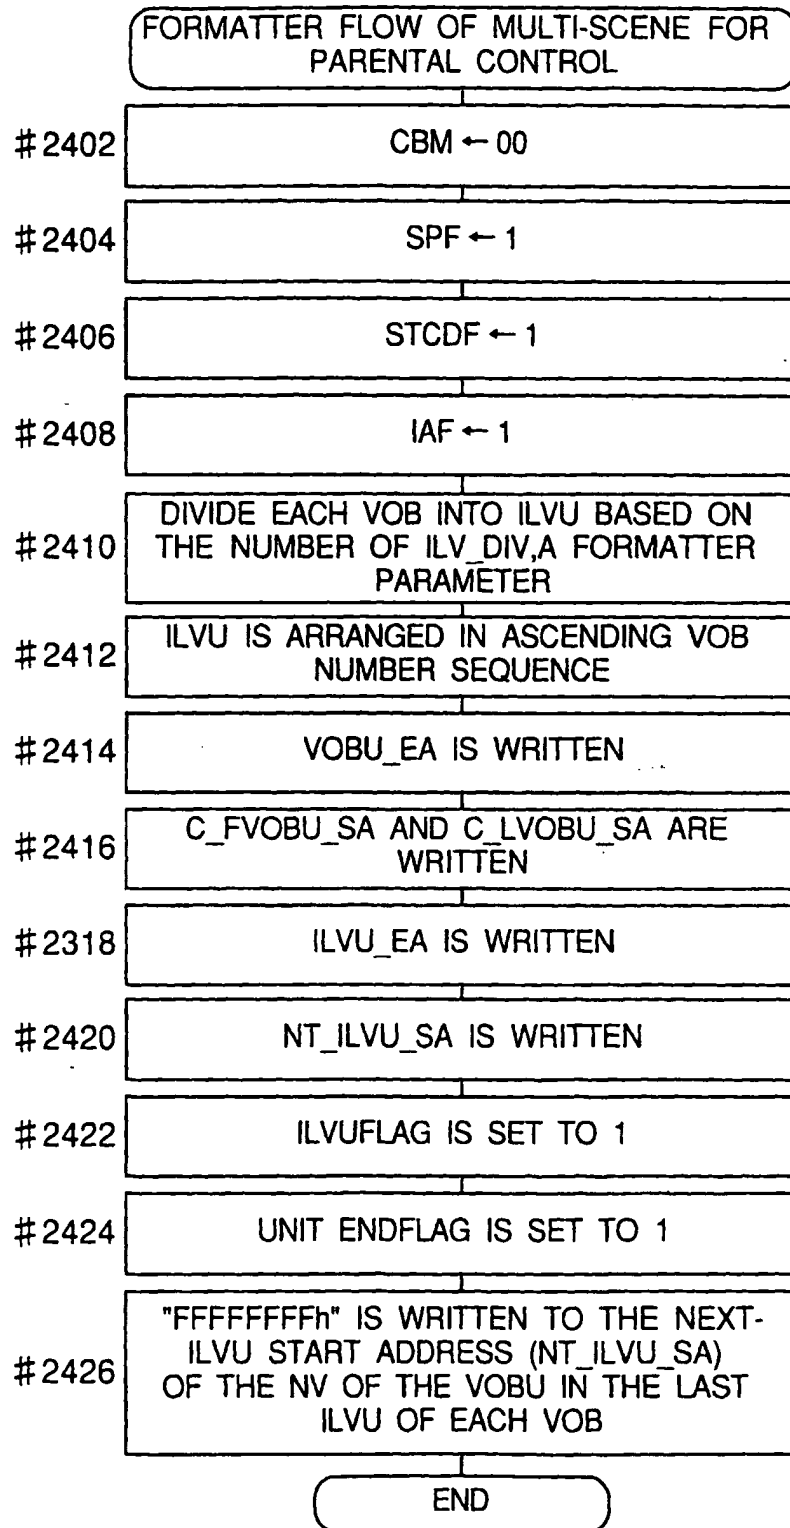 FORMATTER FLOW OF MULTI-SCENE FOR
PARENTAL CONTROL
#2402
CBM ← 00
#2404
SPF ← 1
#2406
STCDF ← 1
#2408
IAF ← 1
#2410
DIVIDE EACH VOB INTO ILVU BASED ON
THE NUMBER OF ILV_DIV,A FORMATTER
PARAMETER
#2412
ILVU IS ARRANGED IN ASCENDING VOB
NUMBER SEQUENCE
#2414
VOBU_EA IS WRITTEN
#2416
C_FVOBU_SA AND C_LVOBU_SA ARE
WRITTEN
#2318
ILVU_EA IS WRITTEN
#2420
NT_ILVU_SA IS WRITTEN
#2422
ILVUFLAG IS SET TO 1
#2424
UNIT ENDFLAG IS SET TO 1
#2426
"FFFFFFFFh" IS WRITTEN TO THE NEXT-
ILVU START ADDRESS (NT_ILVU_SA)
OF THE NV OF THE VOBU IN THE LAST
ILVU OF EACH VOB
END